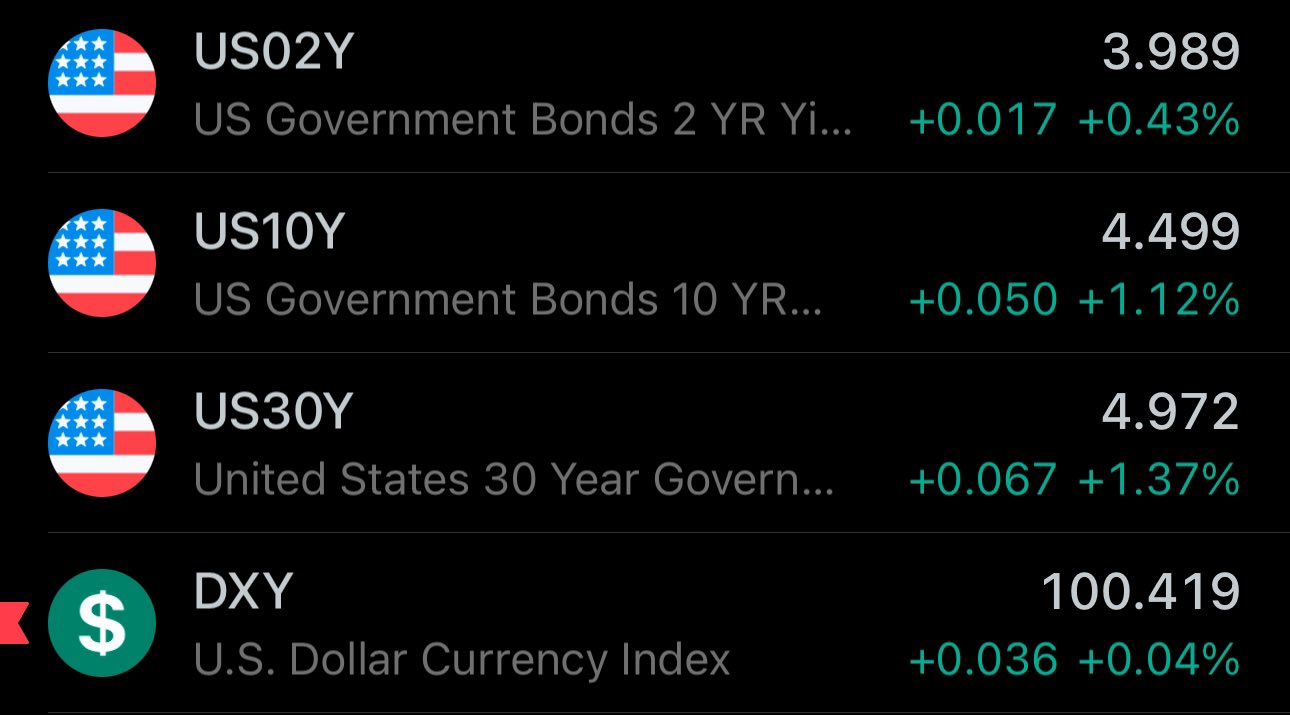 US02Y 3.989
US Government Bonds 2 YR Yi... +0.017 +0.43%
US10Y 4.499
US Government Bonds 10 YR... +0.050 +1.12%
US30Y 4.972
United States 30 Year Govern... +0.067 +1.37%
$
DXY 100.419
U.S. Dollar Currency Index +0.036 +0.04%